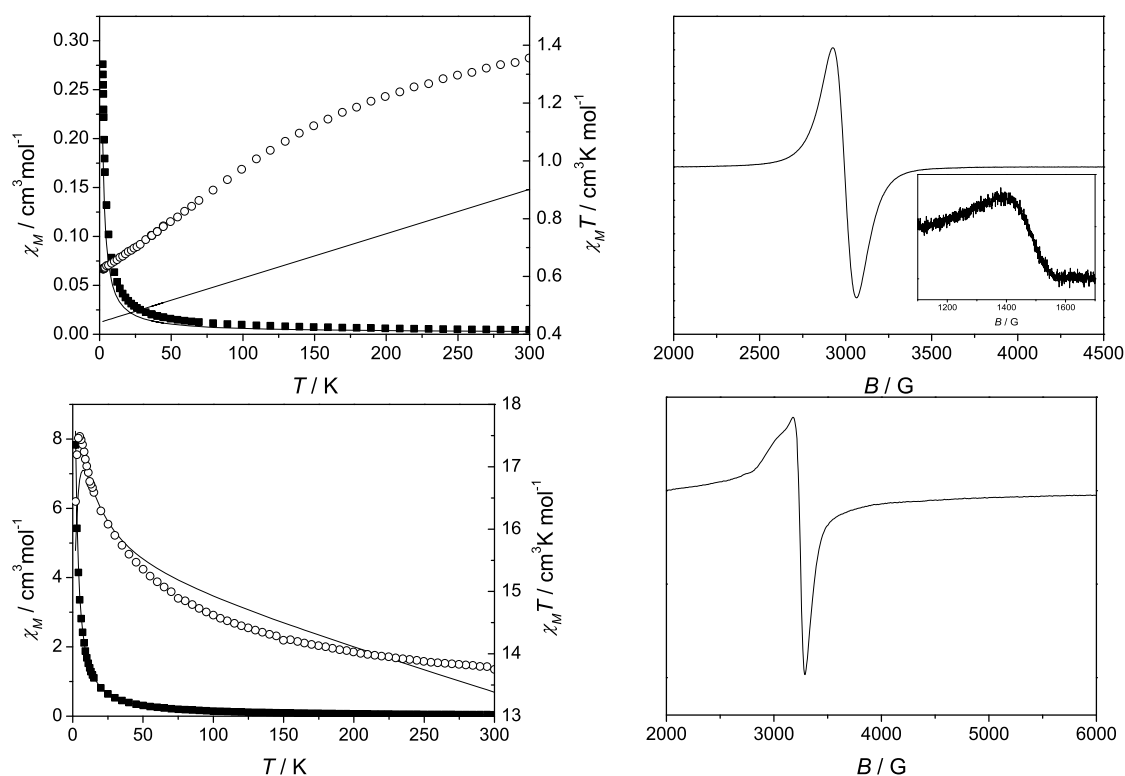 0.30
0.25
0.20
0.15
0.10
0.05
0.00
χM / cm3mol-1
0 50 100 150 200 250 300
T / K
1.4
1.2
1.0
0.8
0.6
0.4
χMT / cm3K mol-1
1200 1400 1600
B / G
2000 2500 3000 3500 4000 4500
B / G
8
6
4
2
0
χM / cm3mol-1
0 50 100 150 200 250 300
T / K
18
17
16
15
14
13
χMT / cm3K mol-1
2000 3000 4000 5000 6000
B / G